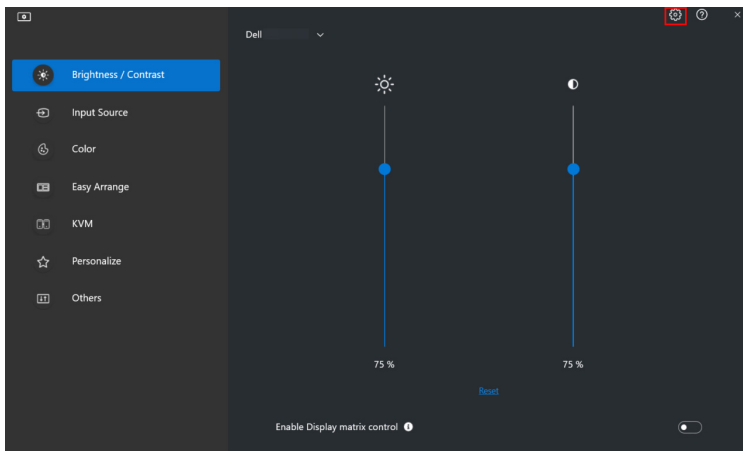 Dell
Brightness / Contrast
Input Source
Color
Easy Arrange
KVM
Personalize
Others
75 %
75 %
Reset
Enable Display matrix control